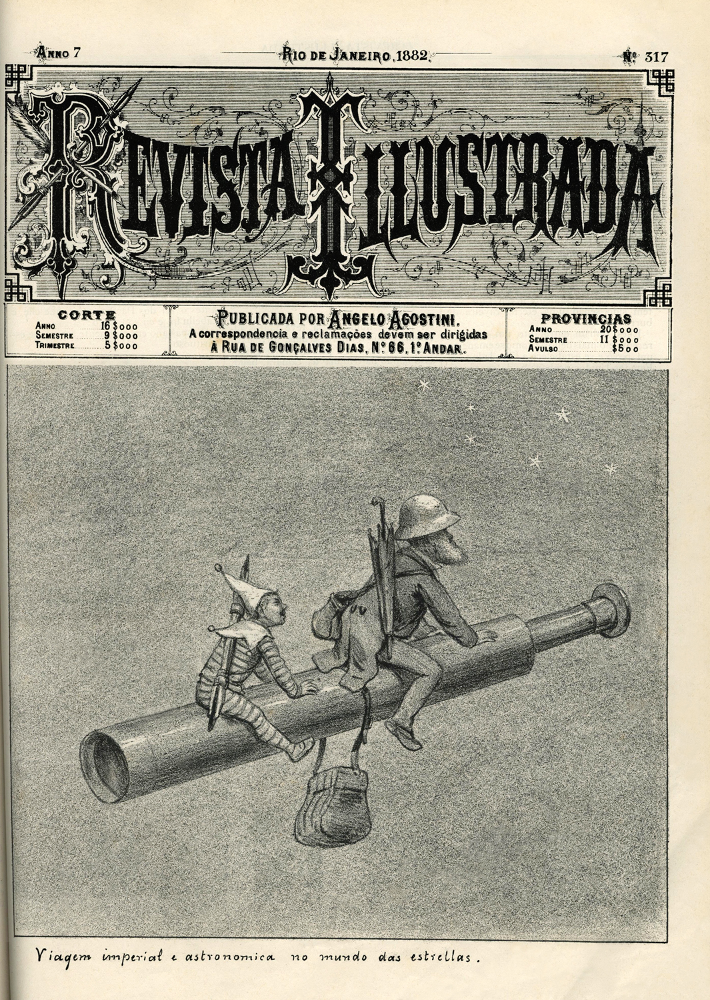 Anno 7 Rio de Janeiro, 1882. Nº 317
Revista Illustrada
CORTE
Anno 16$000
Semestre 9$000
Trimestre 5$000
Publicada por Angelo Agostini.
A correspondencia e reclamações devem ser dirigidas
à Rua de Gonçalves Dias, Nº 66, 1º Andar.
PROVINCIAS
Anno 20$000
Semestre 11$000
Avulso $500
Viagem imperial e astronomica no mundo das estrellas.